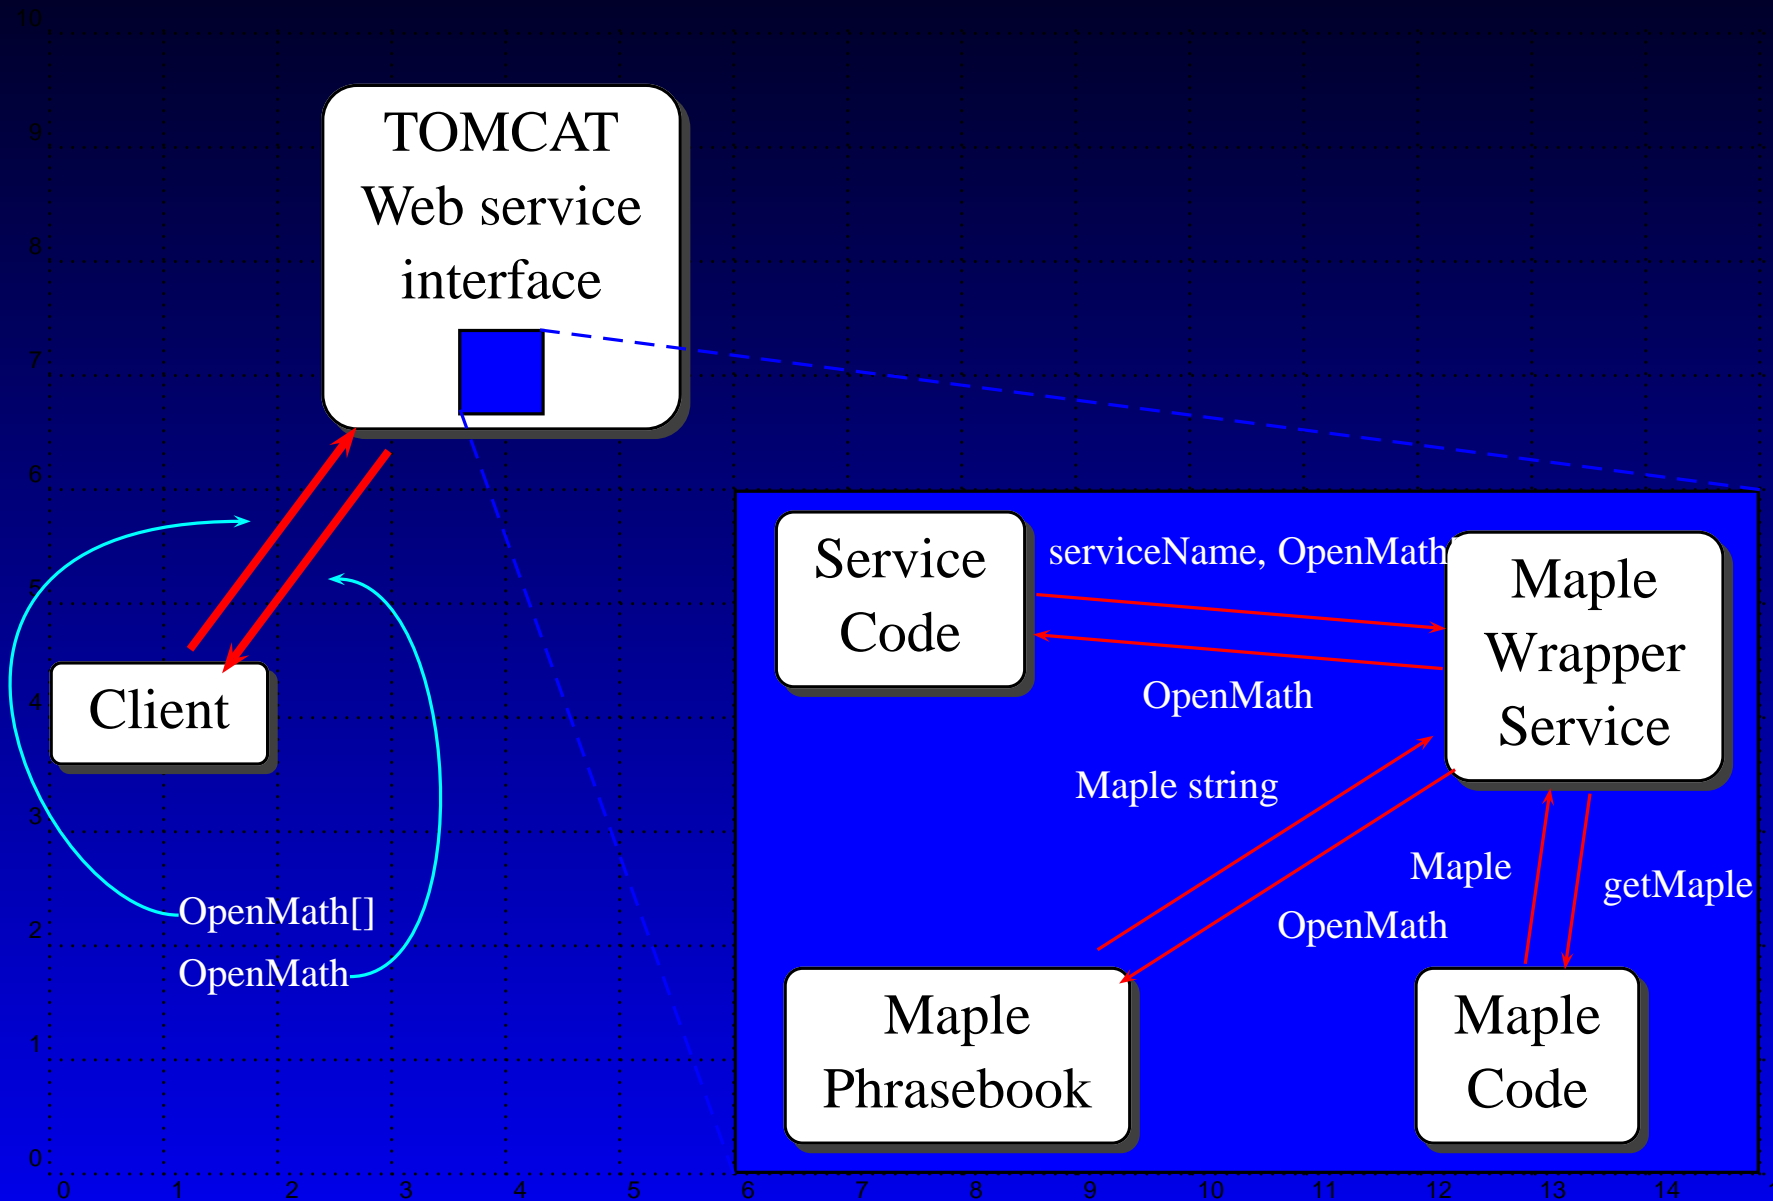 10
9
8
7
6
5
4
3
2
1
0
TOMCAT
Web service
interface
Client
OpenMath[]
OpenMath
Service
Code
serviceName, OpenMath
OpenMath
Maple
Wrapper
Service
Maple string
OpenMath
Maple
getMaple
Maple
Phrasebook
Maple
Code
0 1 2 3 4 5 6 7 8 9 10 11 12 13 14